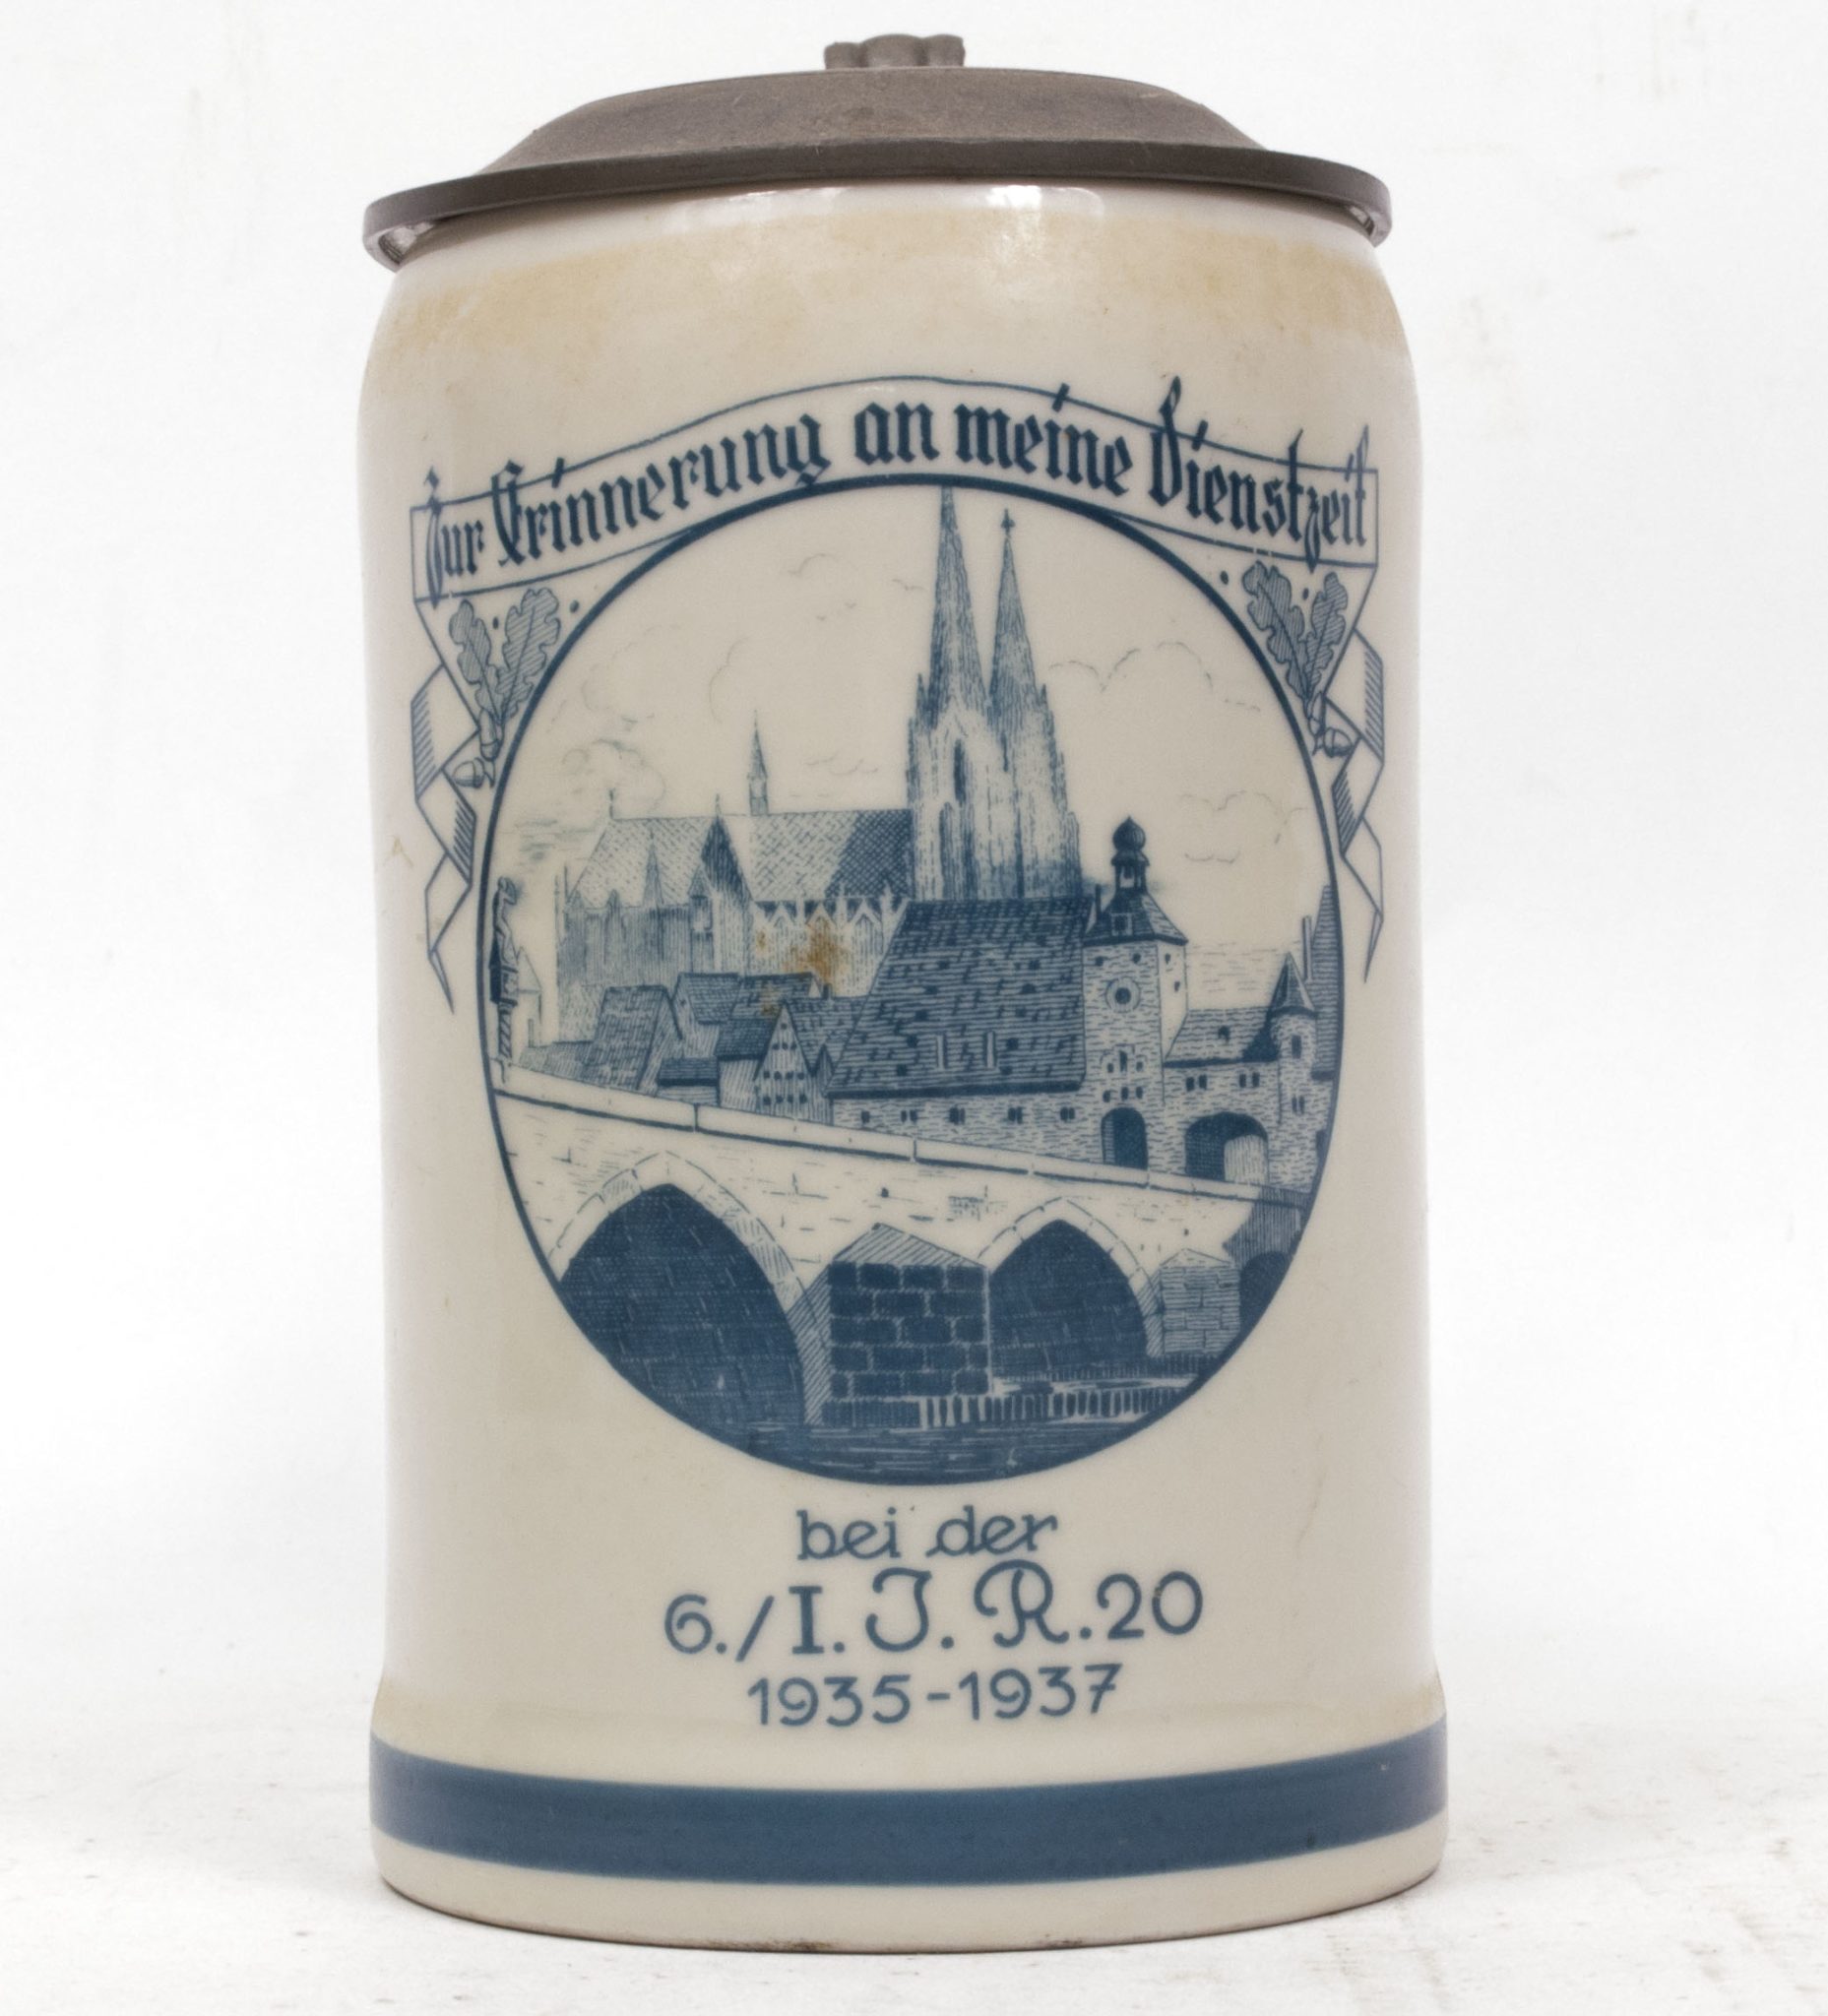 Zur Erinnerung an meine Dienstzeit
bei der
6./I. J. R. 20
1935-1937